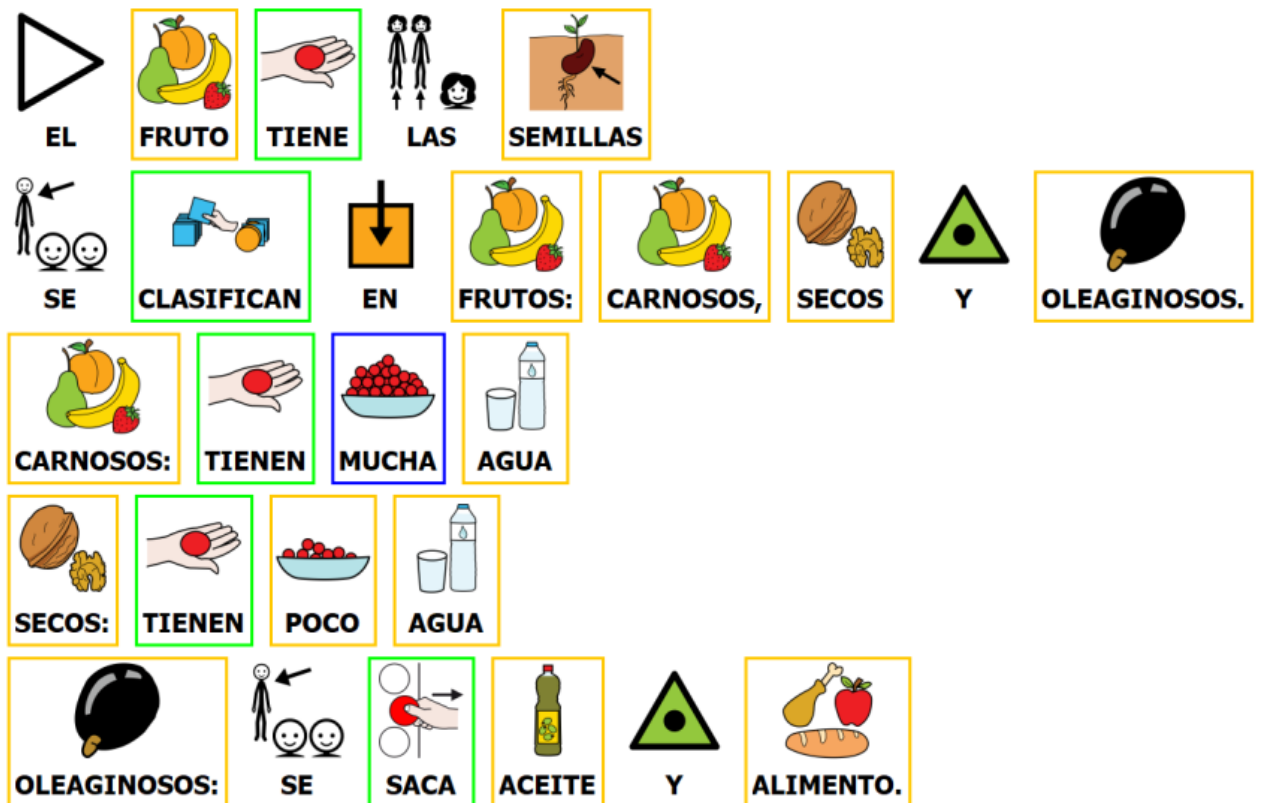 EL FRUTO TIENE LAS SEMILLAS
SE CLASIFICAN EN FRUTOS: CARNOSOS, SECOS Y OLEAGINOSOS.
CARNOSOS: TIENEN MUCHA AGUA
SECOS: TIENEN POCO AGUA
OLEAGINOSOS: SE SACA ACEITE Y ALIMENTO.